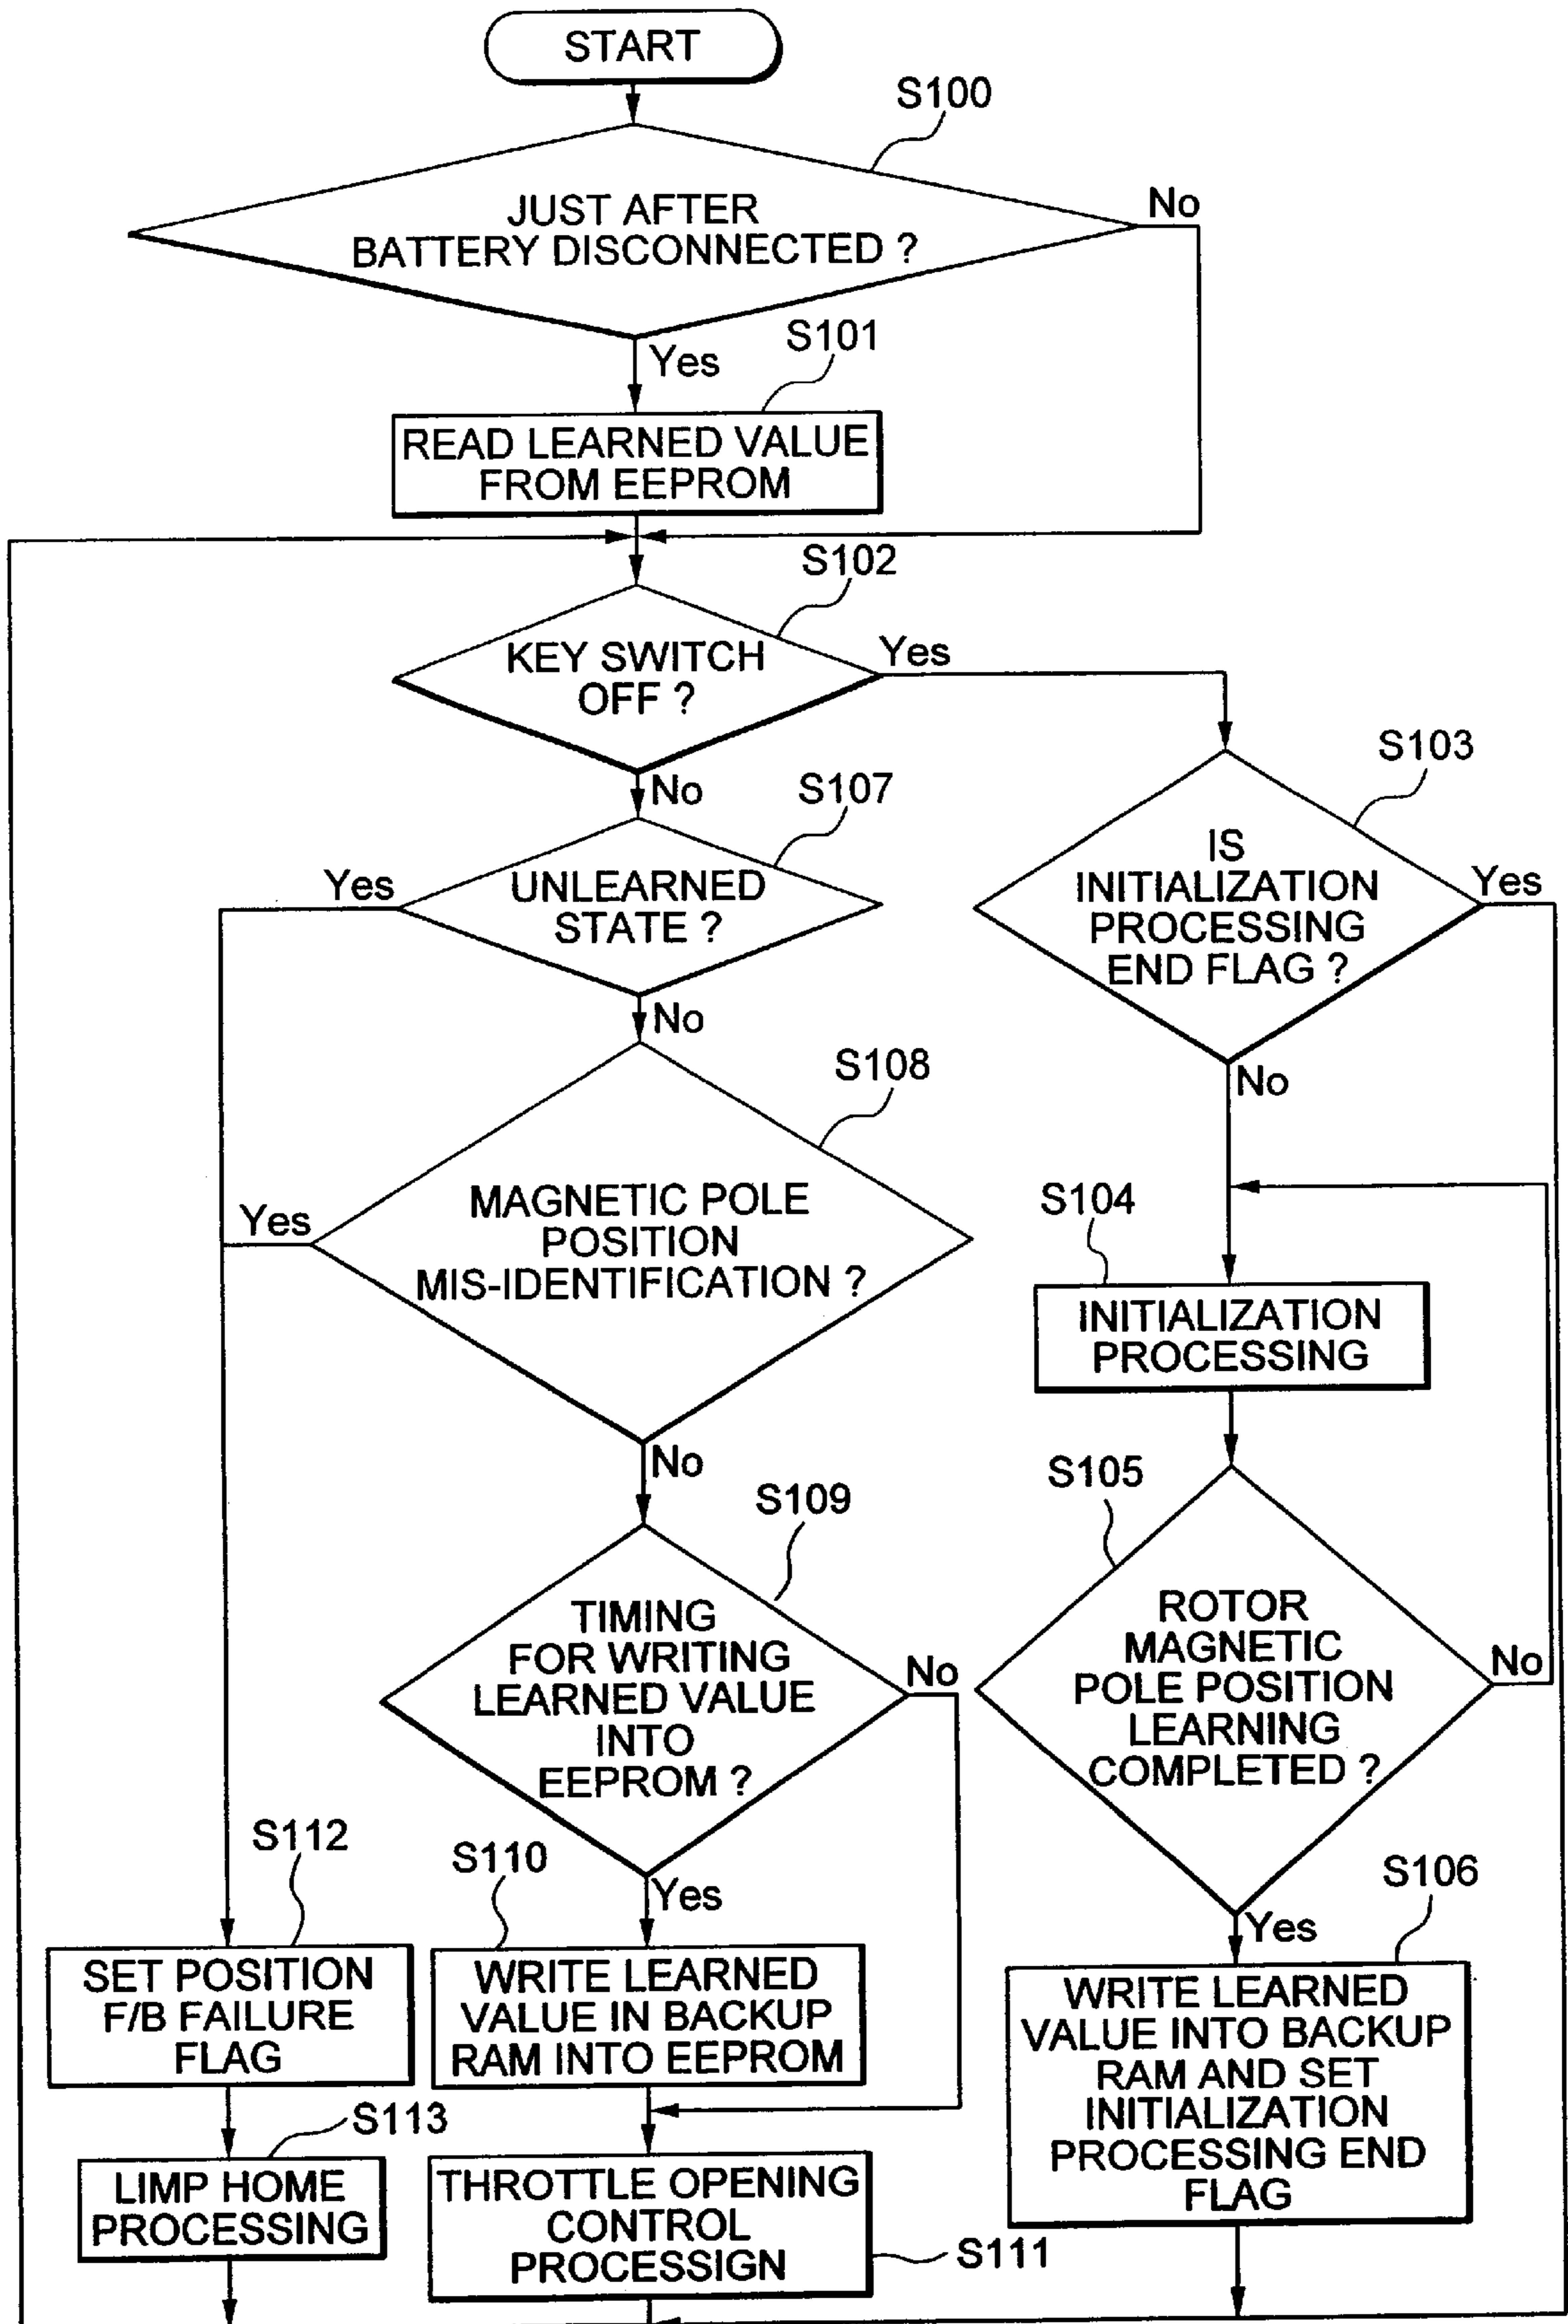 START
S100
JUST AFTER
BATTERY DISCONNECTED ?
No
Yes
S101
READ LEARNED VALUE
FROM EEPROM
S102
KEY SWITCH
OFF ?
Yes
No
S103
IS
INITIALIZATION
PROCESSING
END FLAG ?
Yes
No
S107
UNLEARNED
STATE ?
Yes
No
S108
MAGNETIC POLE
POSITION
MIS-IDENTIFICATION ?
Yes
No
S104
INITIALIZATION
PROCESSING
S105
ROTOR
MAGNETIC
POLE POSITION
LEARNING
COMPLETED ?
No
Yes
S109
TIMING
FOR WRITING
LEARNED VALUE
INTO
EEPROM ?
No
Yes
S112
SET POSITION
F/B FAILURE
FLAG
S110
WRITE LEARNED
VALUE IN BACKUP
RAM INTO EEPROM
S106
WRITE LEARNED
VALUE INTO BACKUP
RAM AND SET
INITIALIZATION
PROCESSING END
FLAG
S113
LIMP HOME
PROCESSING
THROTTLE OPENING
CONTROL
PROCESSIGN
S111